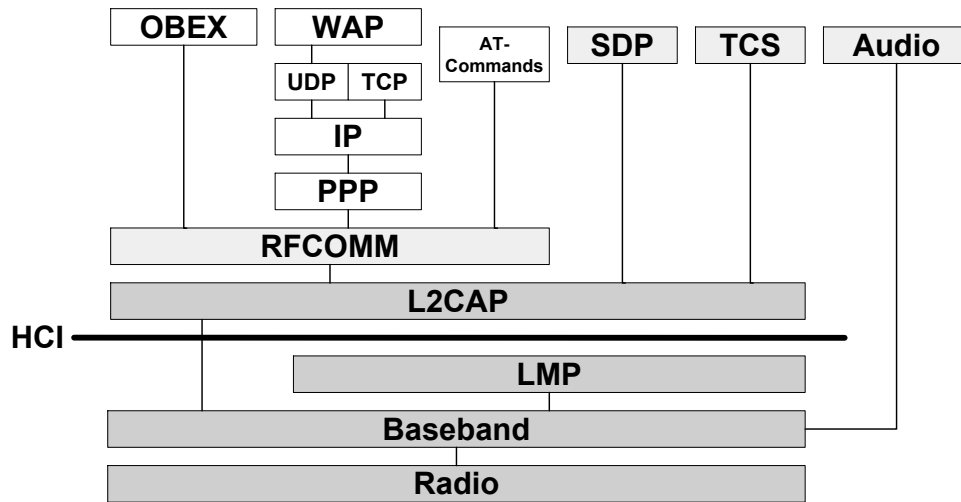 OBEX
WAP
AT-
Commands
SDP
TCS
Audio
UDP
TCP
IP
PPP
RFCOMM
L2CAP
HCI
LMP
Baseband
Radio